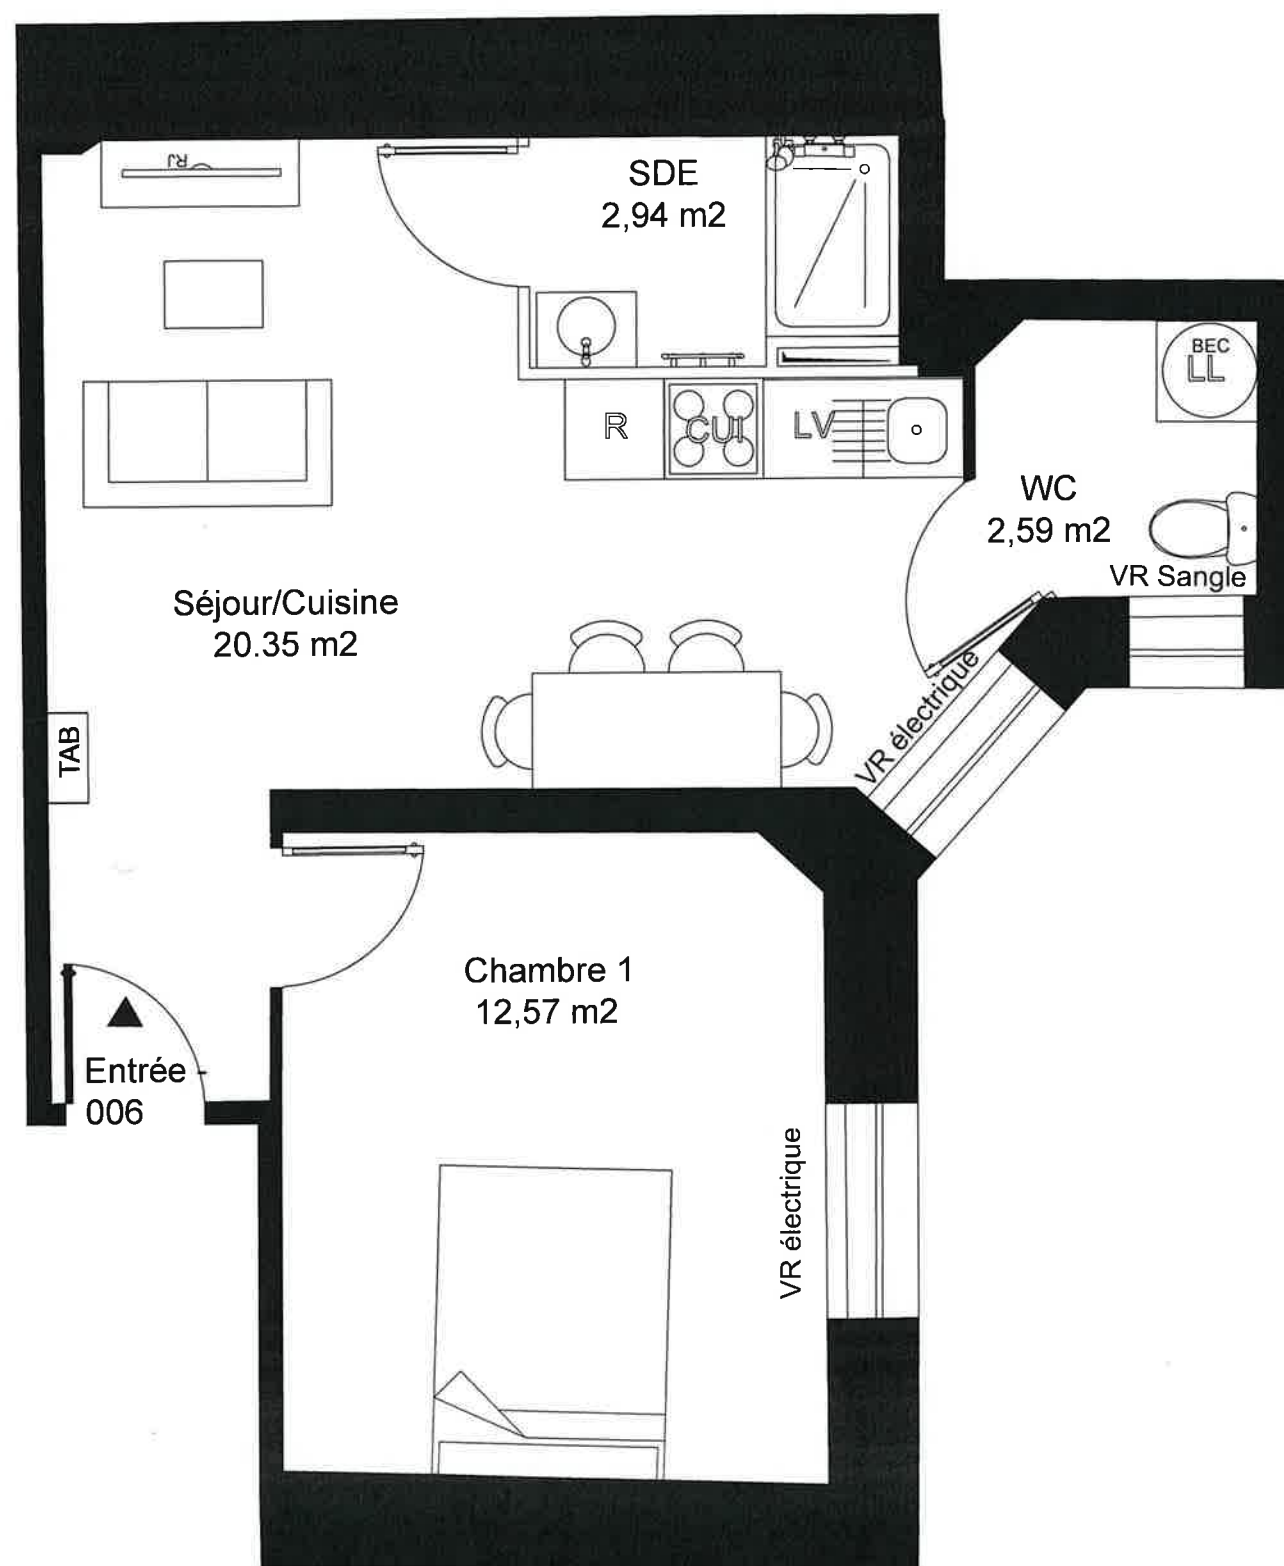 RJ
SDE
2,94 m2
BEC
LL
R
CUI
LV
WC
2,59 m2
VR Sangle
Séjour/Cuisine
20.35 m2
VR électrique
TAB
Chambre 1
12,57 m2
Entrée -
006
VR électrique